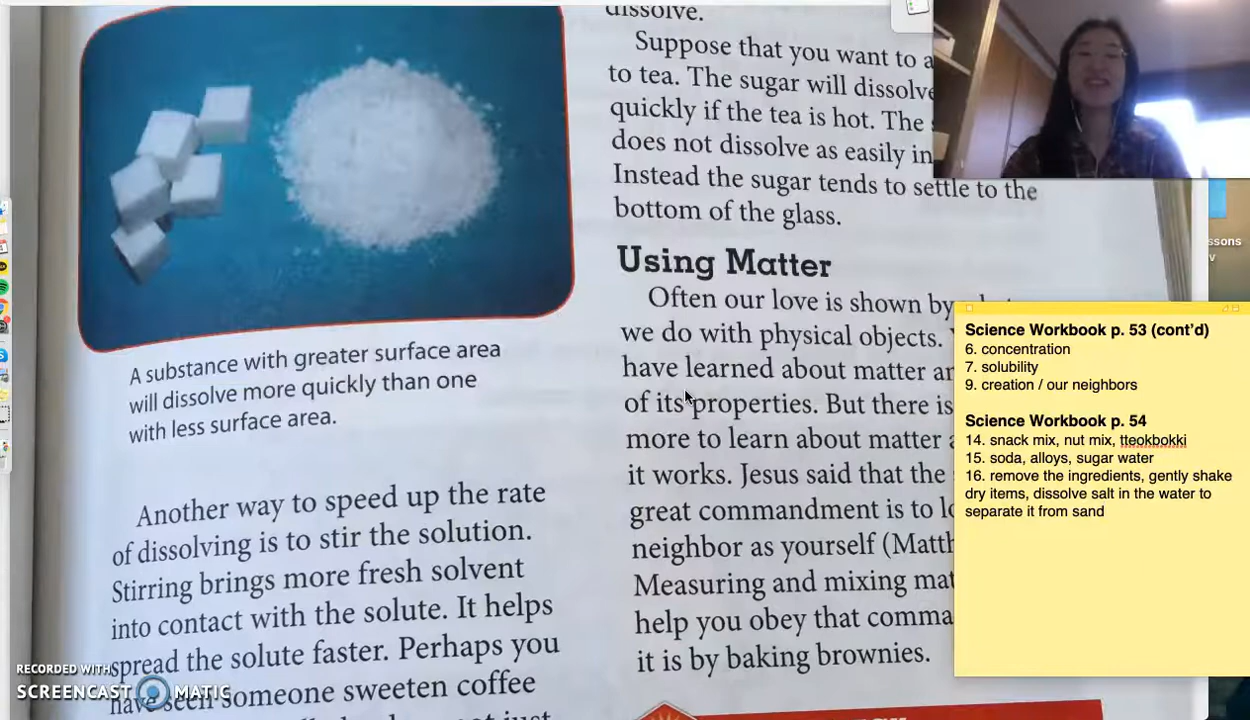 A substance with greater surface area
will dissolve more quickly than one
with less surface area.
Another way to speed up the rate
of dissolving is to stir the solution.
Stirring brings more fresh solvent
into contact with the solute. It helps
spread the solute faster. Perhaps you
have seen someone sweeten coffee
dissolve.
Suppose that you want to
to tea. The sugar will dissolve
quickly if the tea is hot. The
does not dissolve as easily in
Instead the sugar tends to settle to the
bottom of the glass.
Using Matter
Often our love is shown by
we do with physical objects.
have learned about matter
of its properties. But there is
more to learn about matter
it works. Jesus said that the
great commandment is to
neighbor as yourself
Measuring and mixing
help you obey that
it is by baking brownies.
Science Workbook p. 53 (cont'd)
6. concentration
7. solubility
9. creation / our neighbors
Science Workbook p. 54
14. snack mix, nut mix, tteokbokki
15. soda, alloys, sugar water
16. remove the ingredients, gently shake
dry items, dissolve salt in the water to
separate it from sand
RECORDED WITH
SCREENCAST MATIC